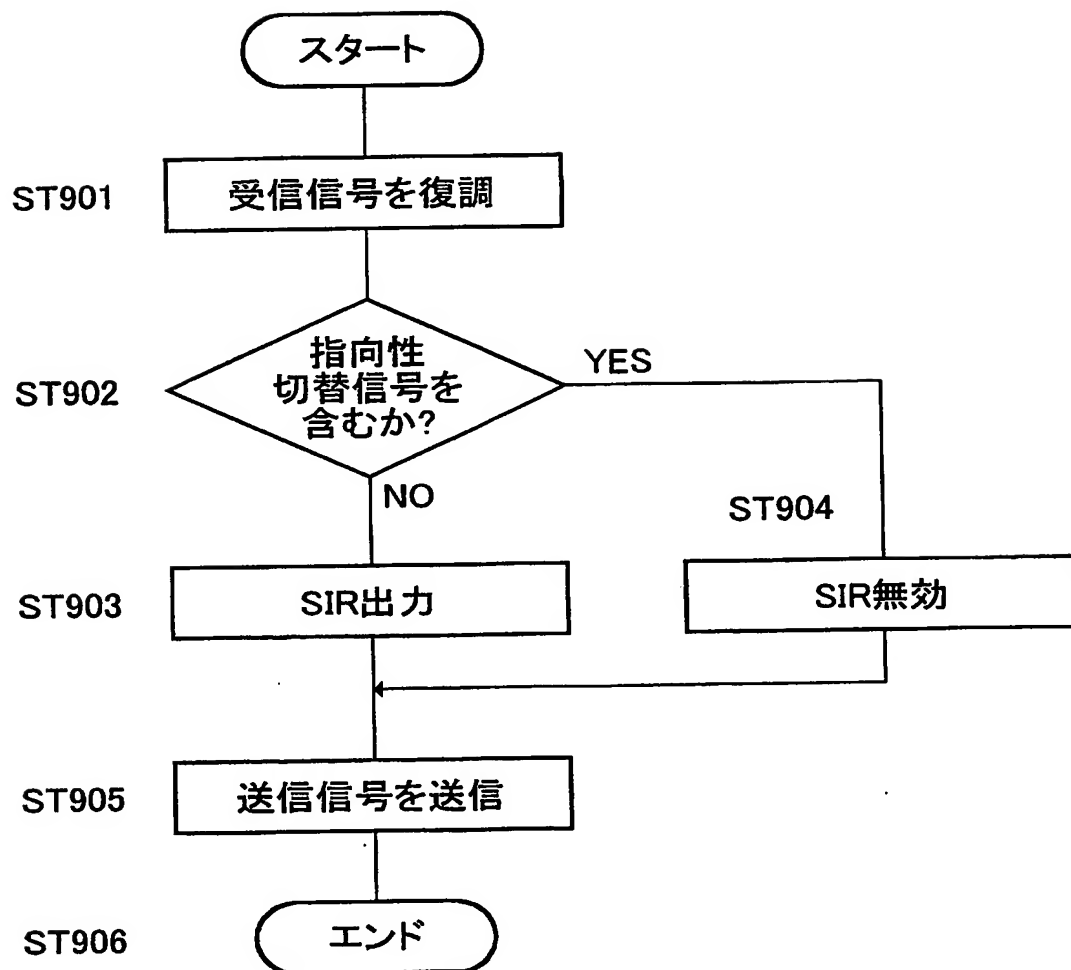 スタート
ST901
受信信号を復調
ST902
指向性
切替信号を
含むか?
YES
NO
ST904
ST903
SIR出力
SIR無効
ST905
送信信号を送信
ST906
エンド